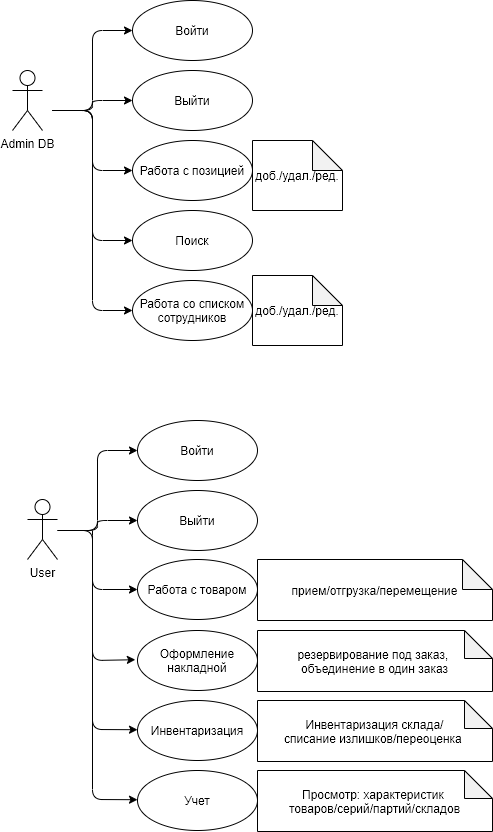 Войти
Выйти
Admin DB
Работа с позицией
доб./удал./ред.
Поиск
Работа со списком
сотрудников
доб./удал./ред.
Войти
Выйти
User
Работа с товаром
прием/отгрузка/перемещение
Оформление
накладной
резервирование под заказ,
объединение в один заказ
Инвентаризация
Инвентаризация склада/
списание излишков/переоценка
Учет
Просмотр: характеристик
товаров/серий/партий/складов